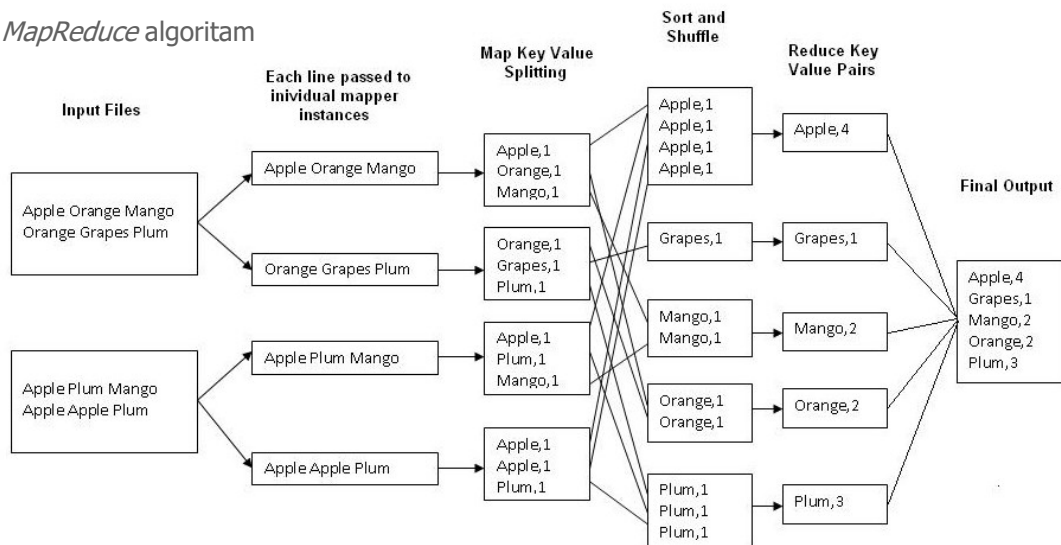 MapReduce algoritam
Input Files
Apple Orange Mango
Orange Grapes Plum
Apple Plum Mango
Apple Apple Plum
Each line passed to
inividual mapper
instances
Apple Orange Mango
Orange Grapes Plum
Apple Plum Mango
Apple Apple Plum
Map Key Value
Splitting
Apple,1
Orange,1
Mango,1
Orange,1
Grapes,1
Plum,1
Apple,1
Plum,1
Mango,1
Apple,1
Apple,1
Plum,1
Sort and
Shuffle
Apple,1
Apple,1
Apple,1
Apple,1
Grapes,1
Mango,1
Mango,1
Orange,1
Orange,1
Plum,1
Plum,1
Plum,1
Reduce Key
Value Pairs
Apple,4
Grapes,1
Mango,2
Orange,2
Plum,3
Final Output
Apple,4
Grapes,1
Mango,2
Orange,2
Plum,3